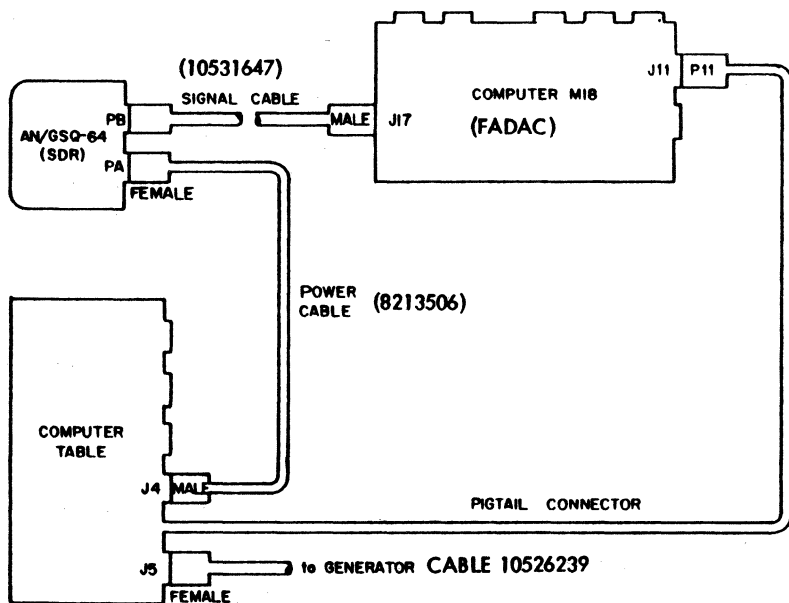 (10531647)
SIGNAL CABLE
PB
AN/GSQ-64
(SDR)
PA
FEMALE
MALE
J17
COMPUTER M18
(FADAC)
J11
P11
POWER
CABLE
(8213506)
COMPUTER
TABLE
J4
MALE
PIGTAIL CONNECTOR
J5
FEMALE
to GENERATOR CABLE 10526239